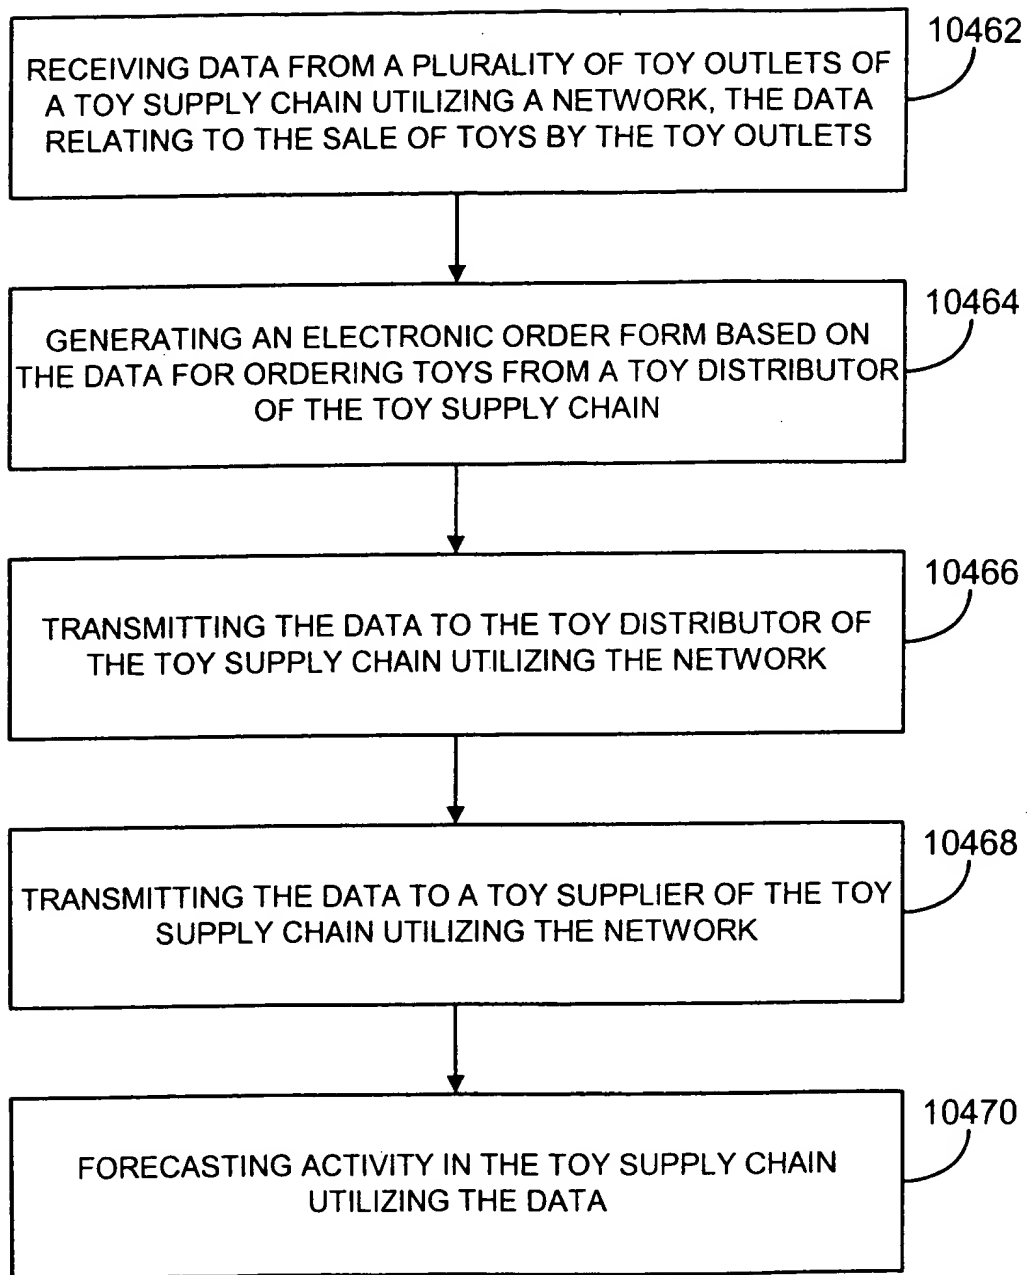 10462
RECEIVING DATA FROM A PLURALITY OF TOY OUTLETS OF
A TOY SUPPLY CHAIN UTILIZING A NETWORK, THE DATA
RELATING TO THE SALE OF TOYS BY THE TOY OUTLETS
10464
GENERATING AN ELECTRONIC ORDER FORM BASED ON
THE DATA FOR ORDERING TOYS FROM A TOY DISTRIBUTOR
OF THE TOY SUPPLY CHAIN
10466
TRANSMITTING THE DATA TO THE TOY DISTRIBUTOR OF
THE TOY SUPPLY CHAIN UTILIZING THE NETWORK
10468
TRANSMITTING THE DATA TO A TOY SUPPLIER OF THE TOY
SUPPLY CHAIN UTILIZING THE NETWORK
10470
FORECASTING ACTIVITY IN THE TOY SUPPLY CHAIN
UTILIZING THE DATA